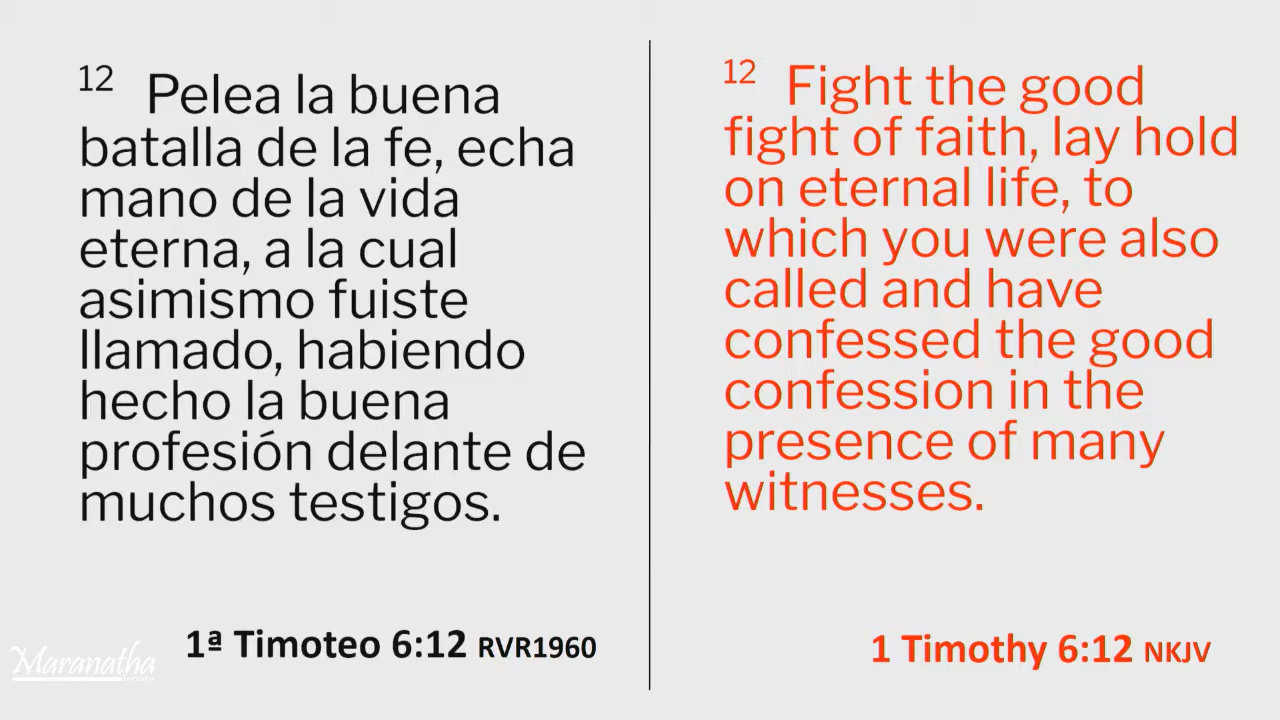 12 Pelea la buena
batalla de la fe, echa
mano de la vida
eterna, a la cual
asimismo fuiste
llamado, habiendo
hecho la buena
profesión delante de
muchos testigos.
1ª Timoteo 6:12 RVR1960
12 Fight the good
fight of faith, lay hold
on eternal life, to
which you were also
called and have
confessed the good
confession in the
presence of many
witnesses.
1 Timothy 6:12 NKJV
Maranatha